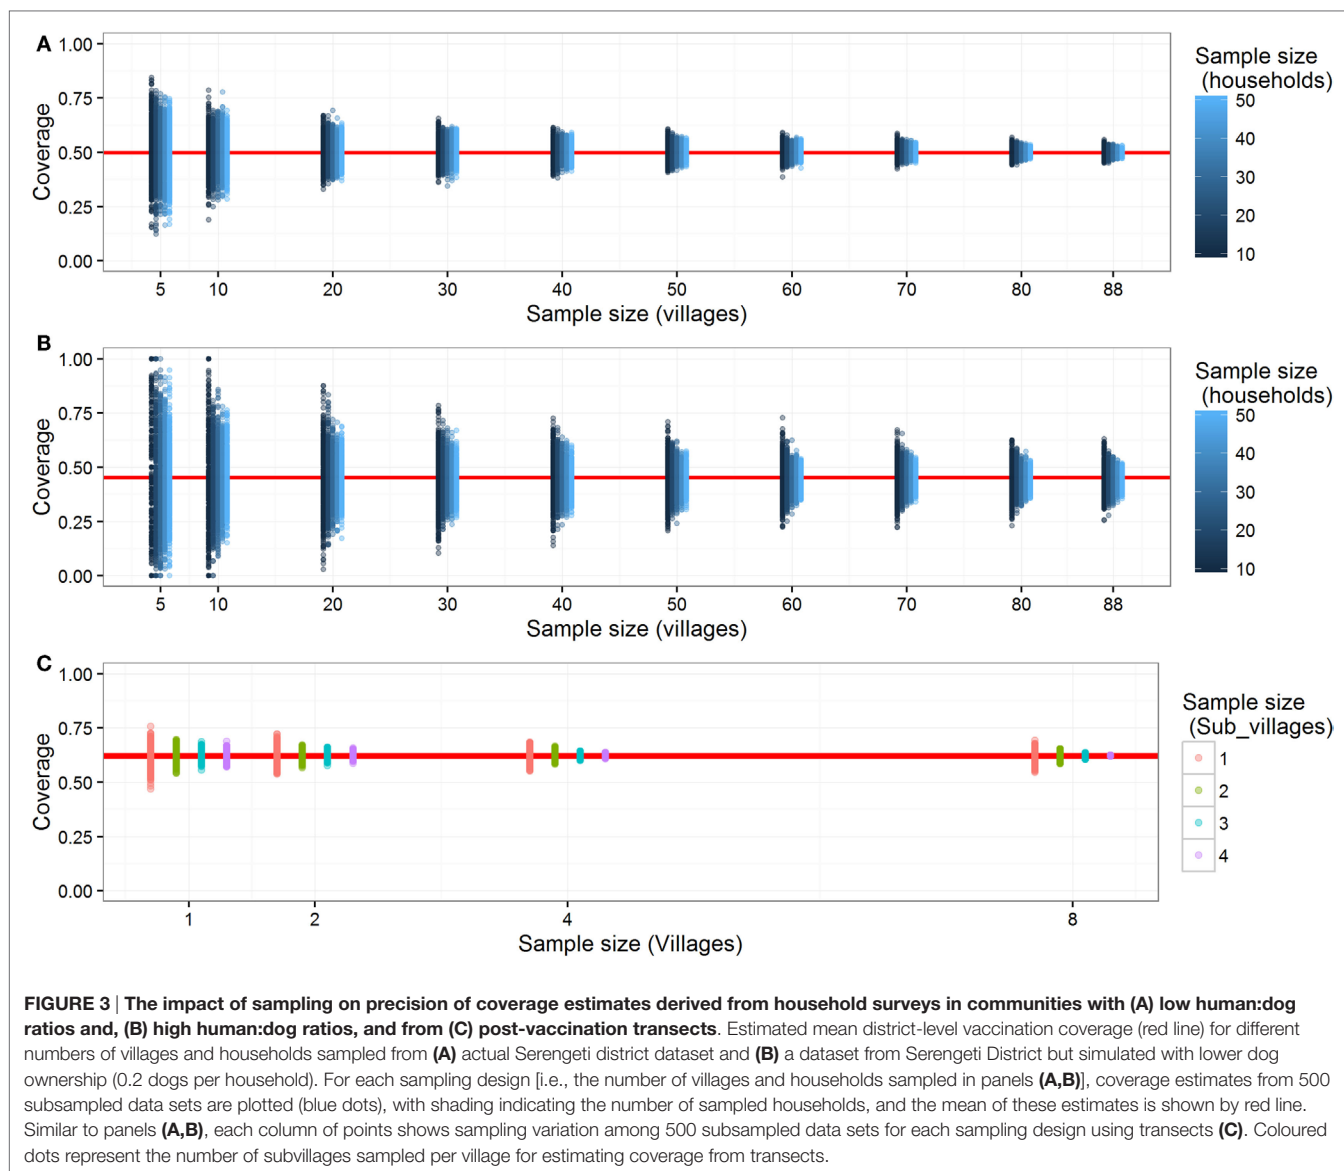 A
1.00
0.75
0.50
0.25
0.00
Coverage
5 10 20 30 40 50 60 70 80 88
Sample size (villages)
Sample size
(households)
50
40
30
20
10
B
1.00
0.75
0.50
0.25
0.00
Coverage
5 10 20 30 40 50 60 70 80 88
Sample size (villages)
Sample size
(households)
50
40
30
20
10
C
1.00
0.75
0.50
0.25
0.00
Coverage
1 2 4 8
Sample size (Villages)
Sample size
(Sub_villages)
1
2
3
4
FIGURE 3 | The impact of sampling on precision of coverage estimates derived from household surveys in communities with (A) low human:dog
ratios and, (B) high human:dog ratios, and from (C) post-vaccination transects. Estimated mean district-level vaccination coverage (red line) for different
numbers of villages and households sampled from (A) actual Serengeti district dataset and (B) a dataset from Serengeti District but simulated with lower dog
ownership (0.2 dogs per household). For each sampling design [i.e., the number of villages and households sampled in panels (A,B)], coverage estimates from 500
subsampled data sets are plotted (blue dots), with shading indicating the number of sampled households, and the mean of these estimates is shown by red line.
Similar to panels (A,B), each column of points shows sampling variation among 500 subsampled data sets for each sampling design using transects (C). Coloured
dots represent the number of subvillages sampled per village for estimating coverage from transects.